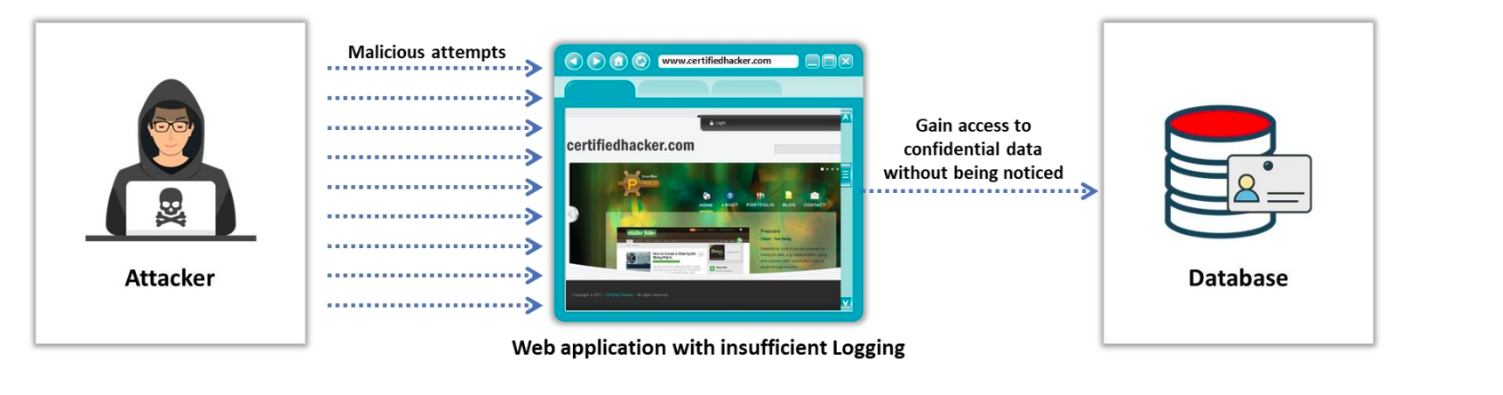 Malicious attempts
www.certifiedhacker.com
Login
certifiedhacker.com
HOME ABOUT PORTFOLIO BLOG CONTACT
President
Gain access to
confidential data
without being noticed
Attacker
Database
Web application with insufficient Logging